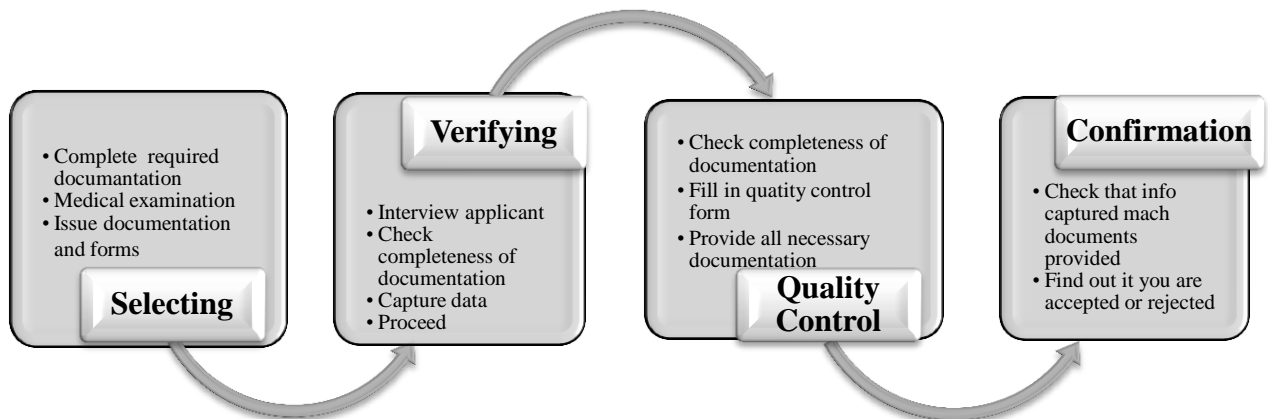 • Complete required
documantation
• Medical examination
• Issue documentation
and forms
Selecting
Verifying
• Interview applicant
• Check
completeness of
documentation
• Capture data
• Proceed
• Check completeness of
documentation
• Fill in quatity control
form
• Provide all necessary
documentation
Quality
Control
Confirmation
• Check that info
captured mach
documents
provided
• Find out it you are
accepted or rejected